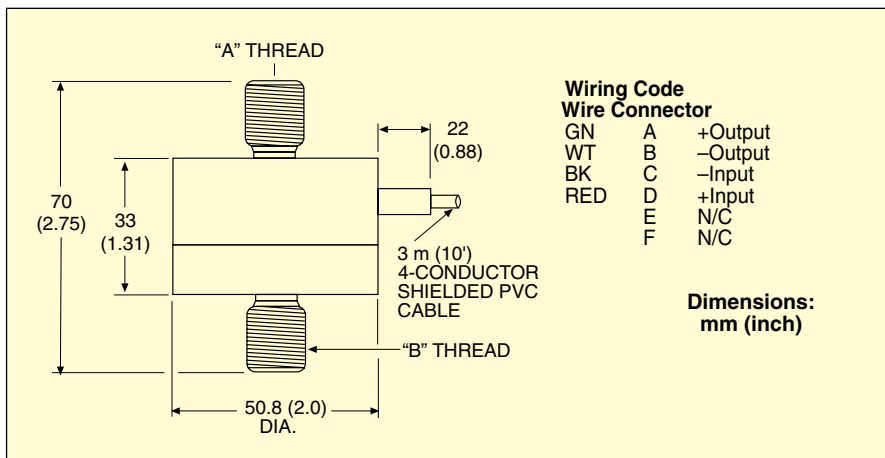 “A” THREAD
22
(0.88)
70
(2.75)
33
(1.31)
3 m (10')
4-CONDUCTOR
SHIELDED PVC
CABLE
“B” THREAD
50.8 (2.0)
DIA.
Wiring Code
Wire Connector
GN A +Output
WT B –Output
BK C –Input
RED D +Input
E N/C
F N/C
Dimensions:
mm (inch)